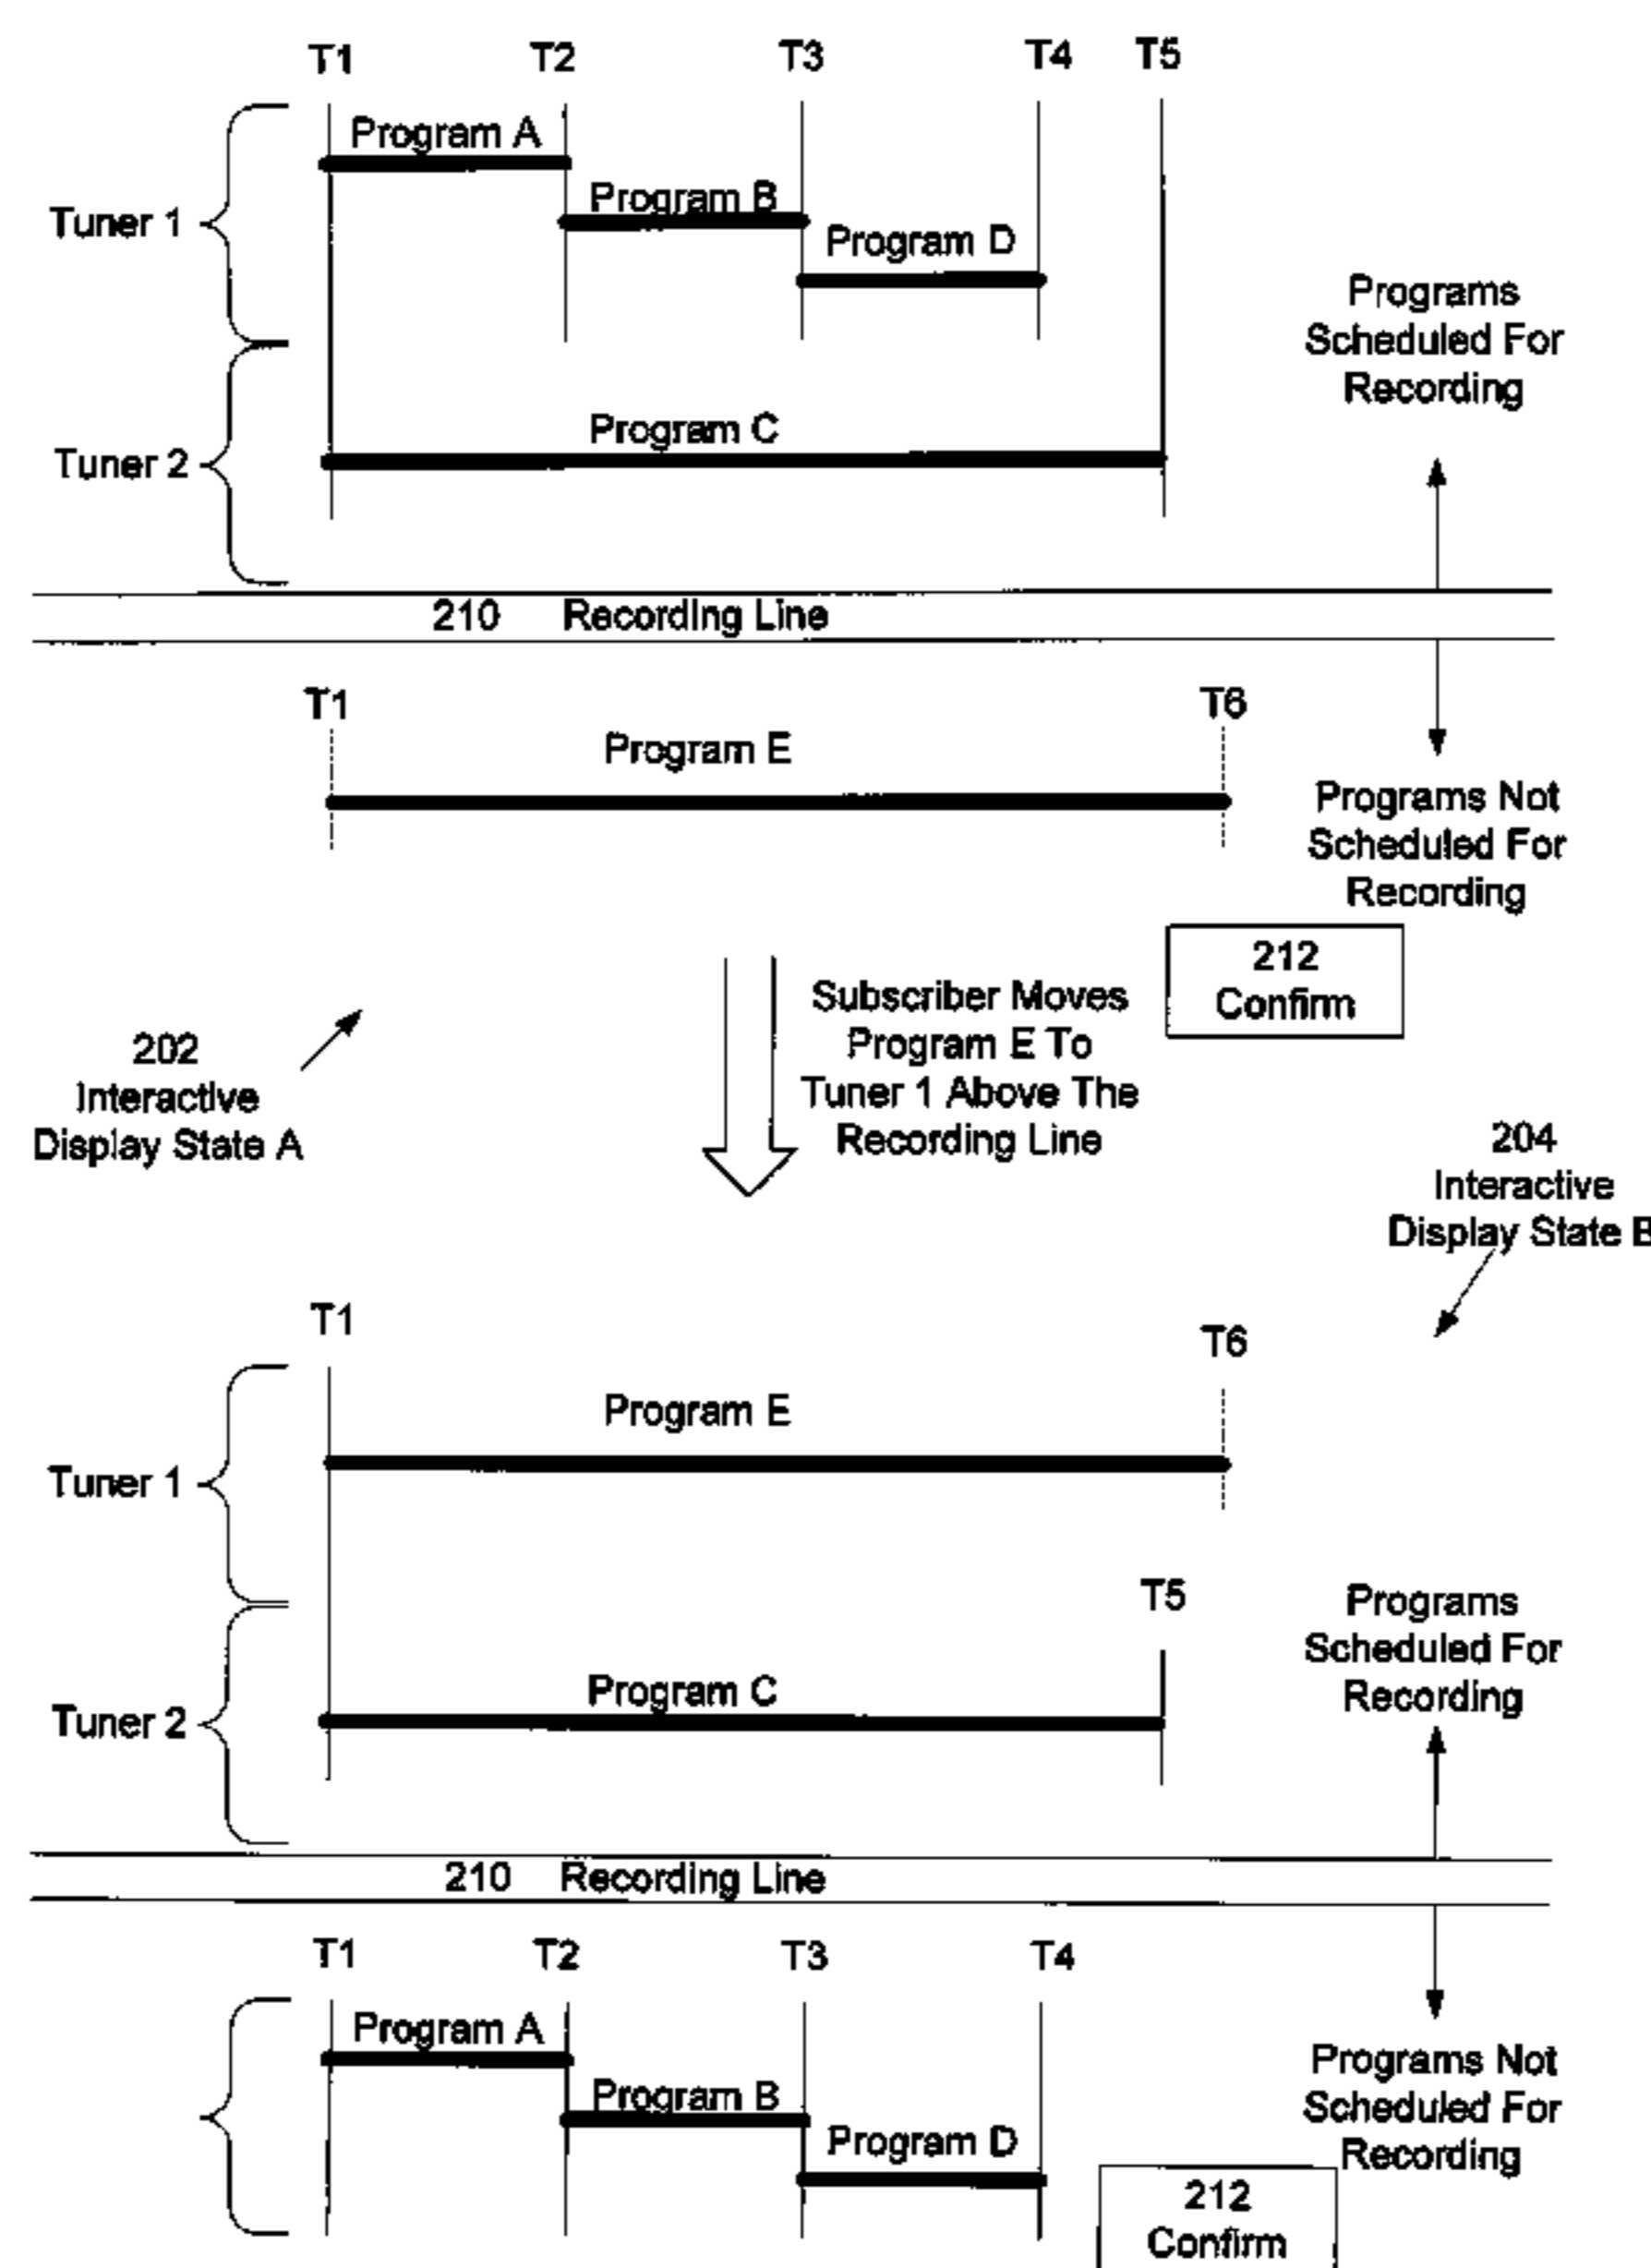 T1 T2 T3 T4 T5
Program A
Program B
Program D
Tuner 1
Programs
Scheduled For
Recording
Program C
Tuner 2
210 Recording Line
T1 T6
Program E
Programs Not
Scheduled For
Recording
212
Confirm
Subscriber Moves
Program E To
Tuner 1 Above The
Recording Line
202
Interactive
Display State A
204
Interactive
Display State B
T1 T6
Program E
Tuner 1
T5
Programs
Scheduled For
Recording
Program C
Tuner 2
210 Recording Line
T1 T2 T3 T4
Program A
Program B
Program D
Programs Not
Scheduled For
Recording
212
Confirm